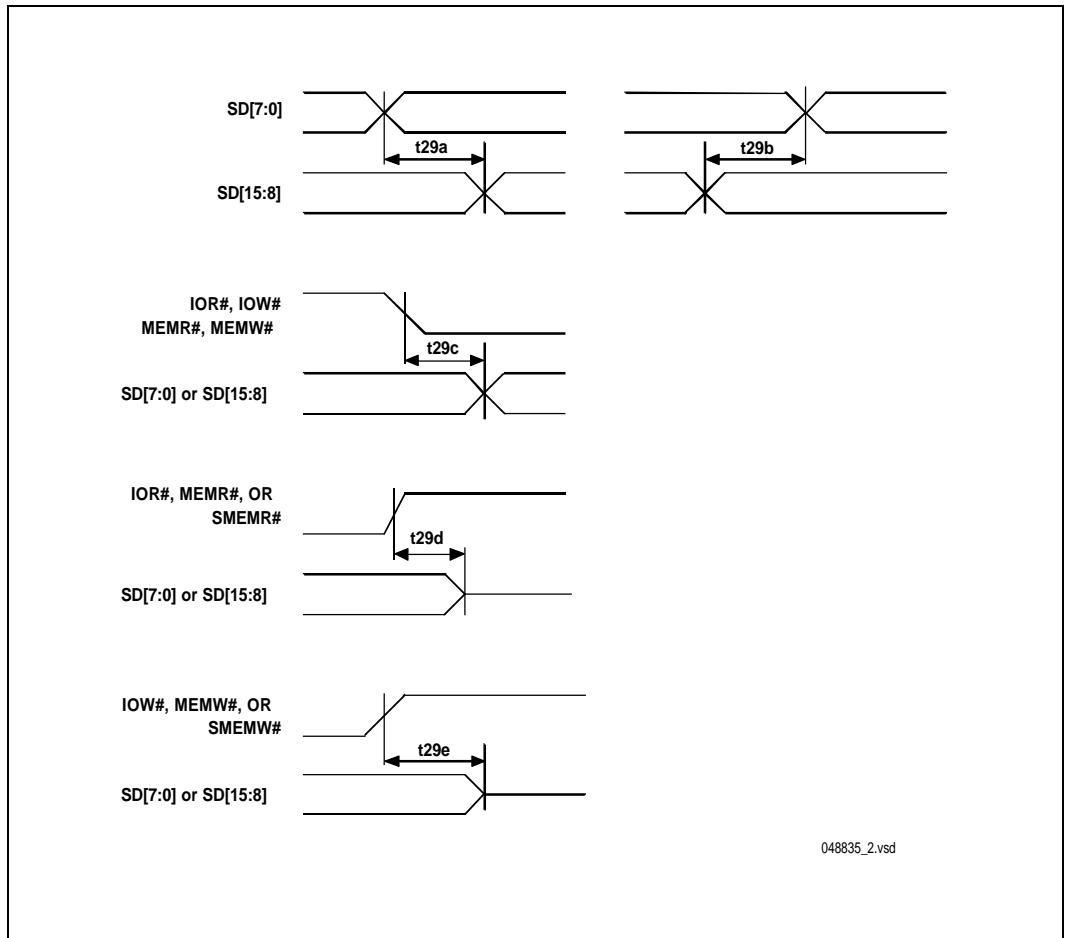 SD[7:0]
t29a
t29b
SD[15:8]
IOR#, IOW#
MEMR#, MEMW#
t29c
SD[7:0] or SD[15:8]
IOR#, MEMR#, OR
SMEMR#
t29d
SD[7:0] or SD[15:8]
IOW#, MEMW#, OR
SMEMW#
t29e
SD[7:0] or SD[15:8]
048835_2.vsd